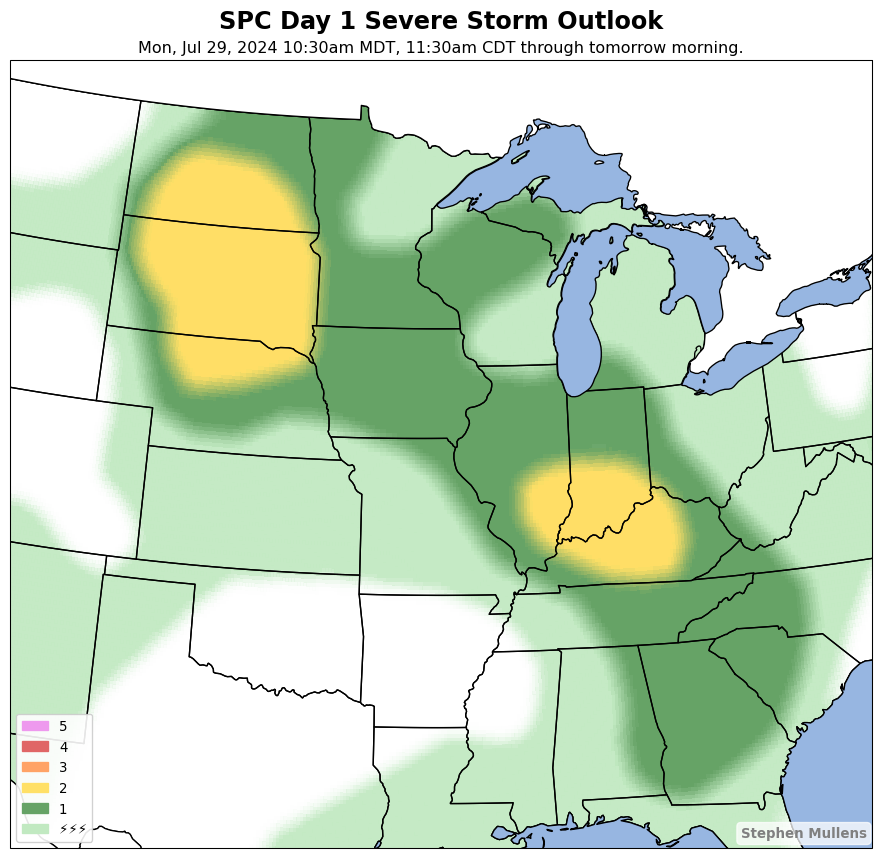 SPC Day 1 Severe Storm Outlook
Mon, Jul 29, 2024 10:30am MDT, 11:30am CDT through tomorrow morning.
5
4
3
2
1
⚡⚡⚡
Stephen Mullens